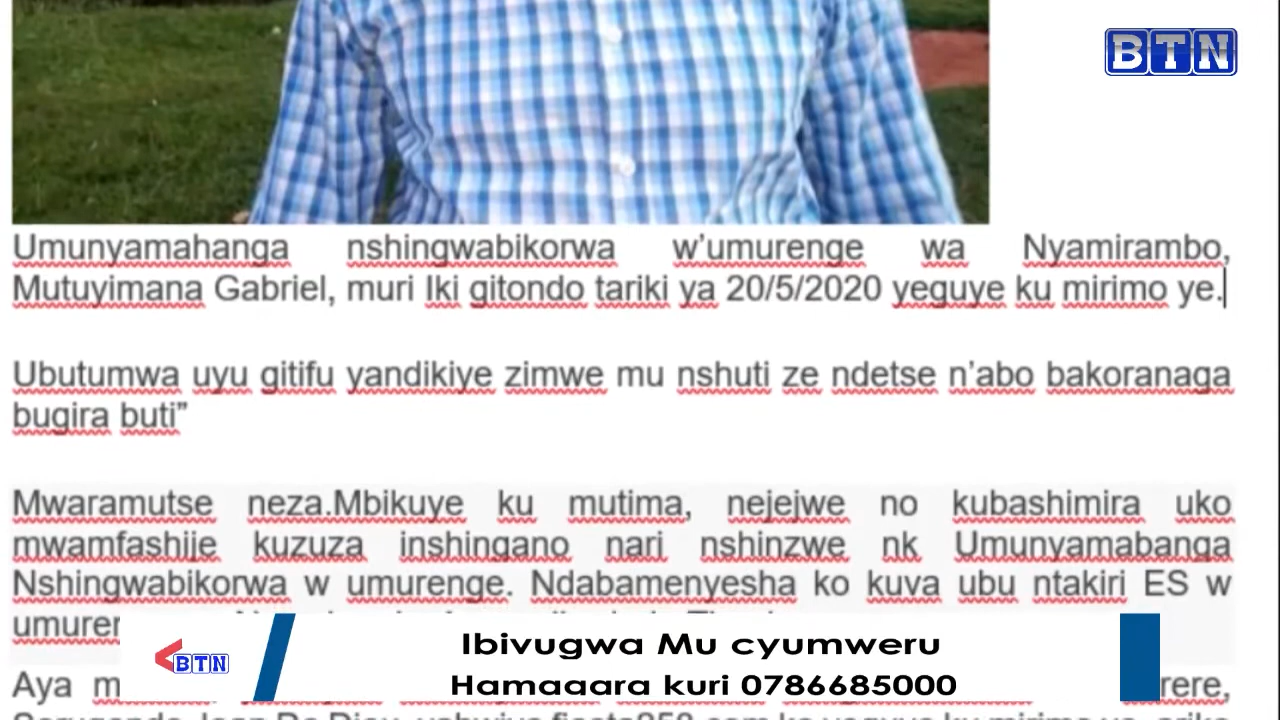 BTN
Umunyamahanga nshingwabikorwa w’umurenge wa Nyamirambo,
Mutuyimana Gabriel, muri Iki gitondo tariki ya 20/5/2020 yeguye ku mirimo ye.
Ubutumwa uyu gitifu yandikiye zimwe mu nshuti ze ndetse n’abo bakoranaga
bugira buti”
Mwaramutse neza.Mbikuye ku mutima, nejejwe no kubashimira uko
mwamfashije kuzuza inshingano nari nshinzwe nk Umunyamabanga
Nshingwabikorwa w umurenge. Ndabamenyesha ko kuva ubu ntakiri ES w
Aya
BTN
Ibivugwa Mu cyumweru
Hamagara kuri 0786685000